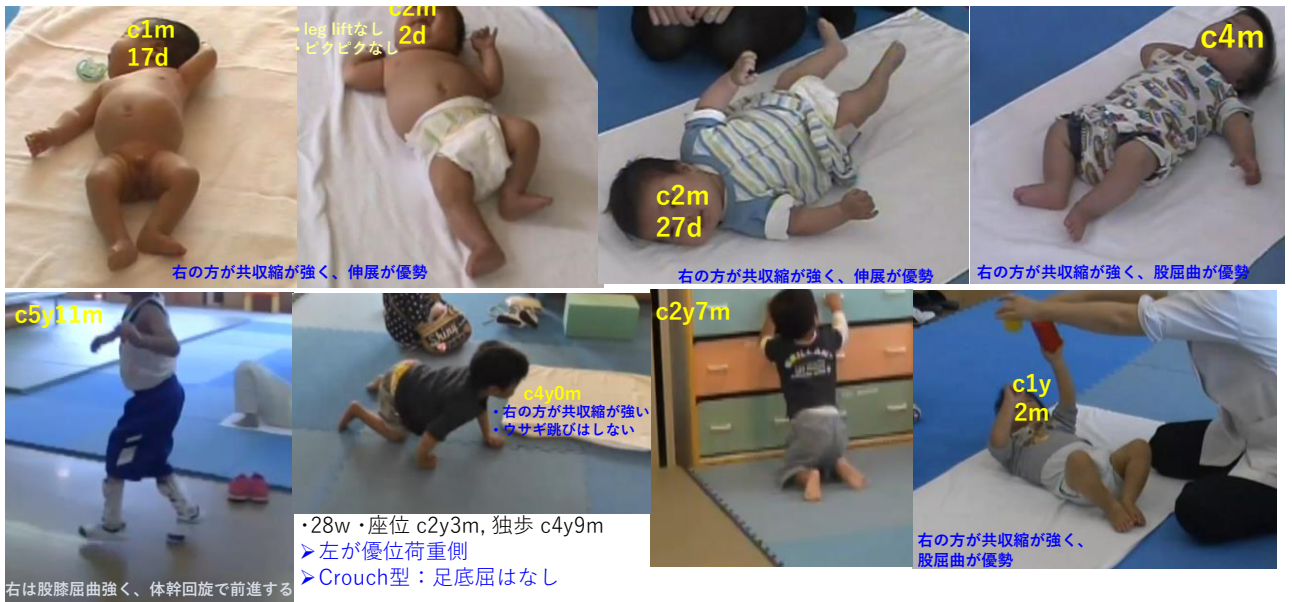 c1m
17d
c2m
2d
・leg liftなし
・ピクピクなし
右の方が共収縮が強く、伸展が優勢
c2m
27d
右の方が共収縮が強く、伸展が優勢
c4m
右の方が共収縮が強く、股屈曲が優勢
c5y11m
右は股膝屈曲強く、体幹回旋で前進する
c4y0m
・右の方が共収縮が強い
・ウサギ跳びはしない
・28w ・座位 c2y3m, 独歩 c4y9m
➢左が優位荷重側
➢Crouch型：足底屈はなし
c2y7m
c1y
2m
右の方が共収縮が強く、
股屈曲が優勢